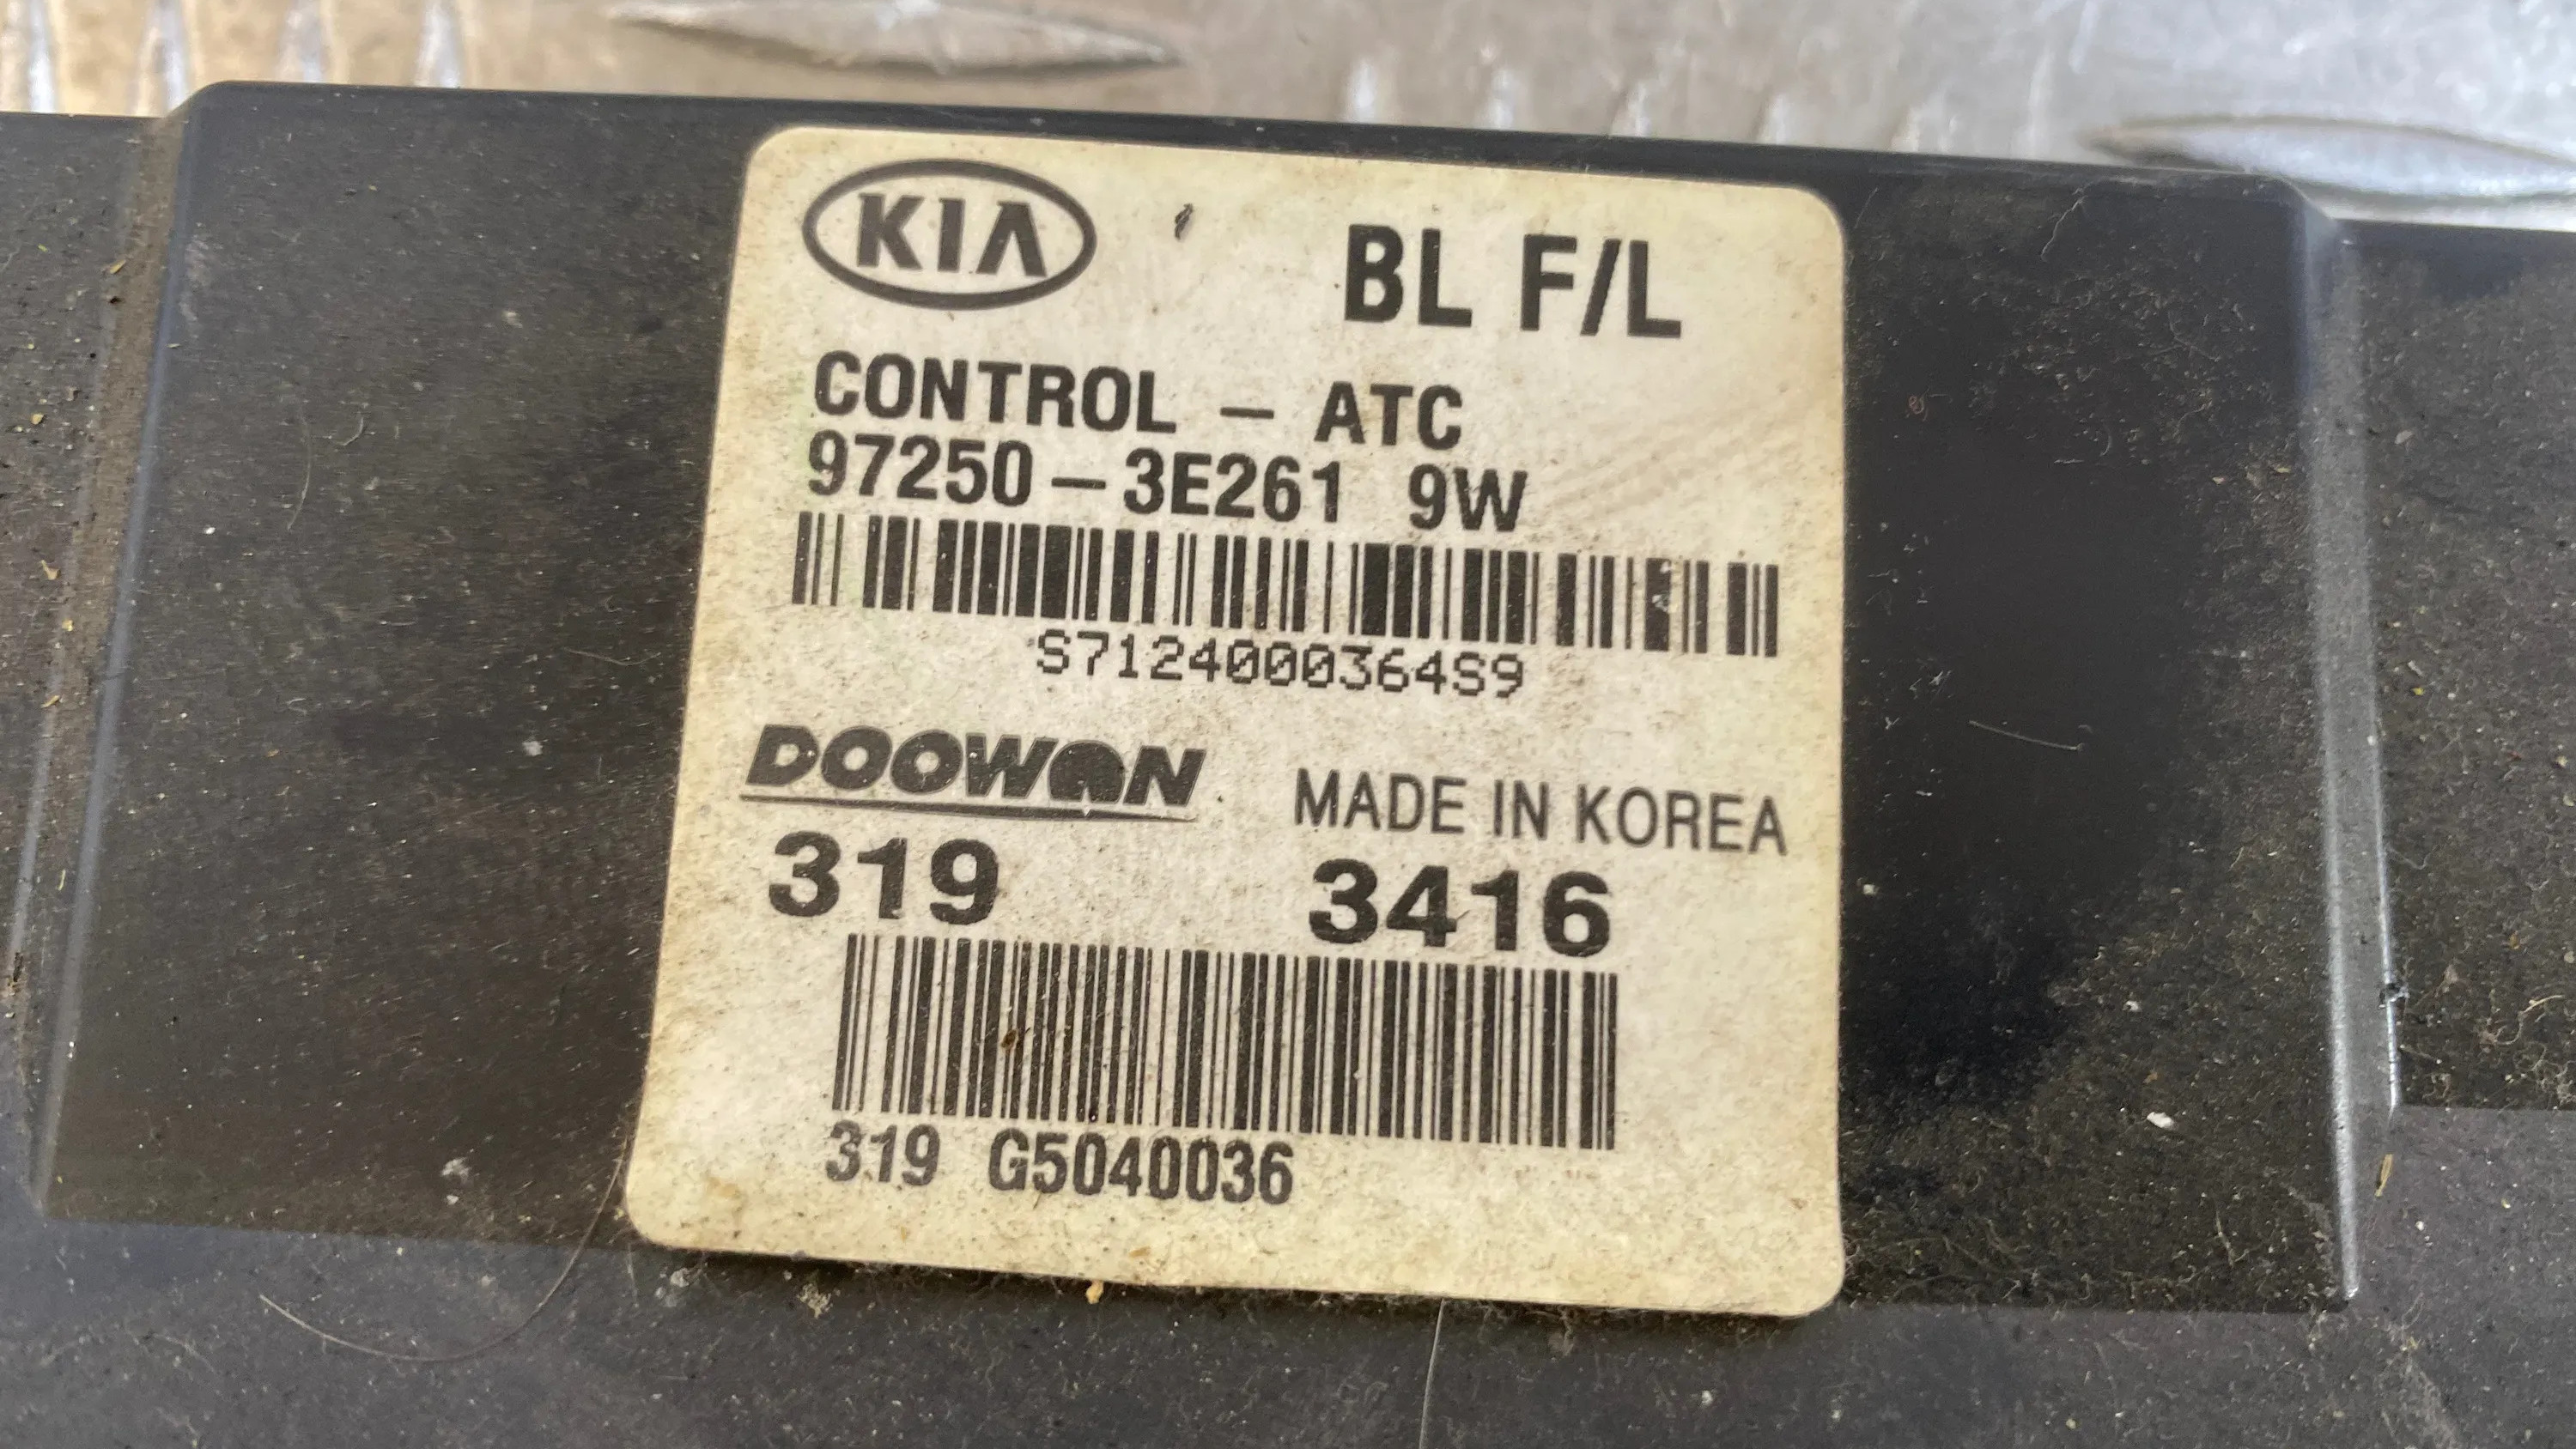 KIA BL F/L
CONTROL - ATC
97250-3E261 9W
S7124000364S9
DOOWON MADE IN KOREA
319 3416
319 G5040036